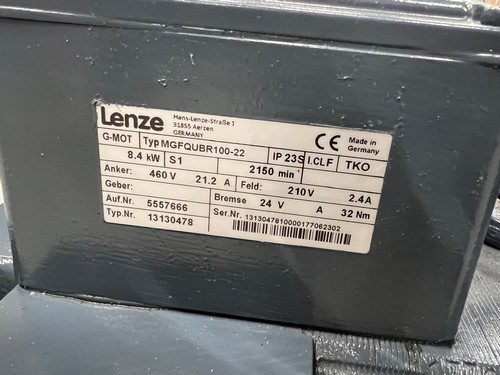 Lenze
Hans-Lenze-Straße 1
31855 Aerzen
GERMANY
CE Made in
Germany
G-MOT Typ MGFQUBR100-22 IP 23S I.CLF TKO
8.4 kW S1 2150 min
Anker: 460 V 21.2 A Feld: 210V 2.4A
Geber: Bremse 24 V A 32 Nm
Auf.Nr. 5557666
Typ.Nr. 13130478 Ser.Nr. 1313047810000177062302